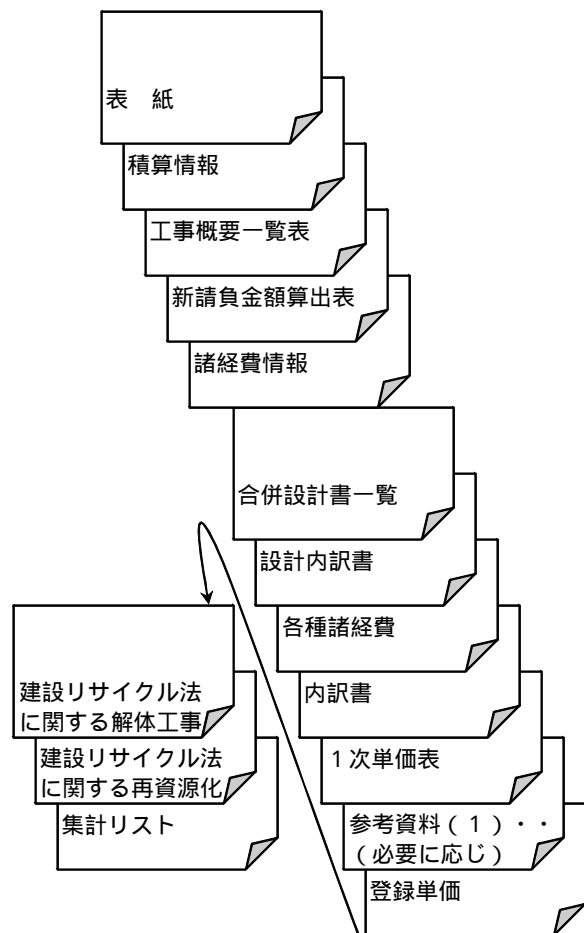 表　紙
積算情報
工事概要一覧表
新請負金額算出表
諸経費情報
合併設計書一覧
設計内訳書
各種諸経費
内訳書
１次単価表
参考資料（１）・・
（必要に応じ）
登録単価
建設リサイクル法
に関する解体工事
建設リサイクル法
に関する再資源化
集計リスト